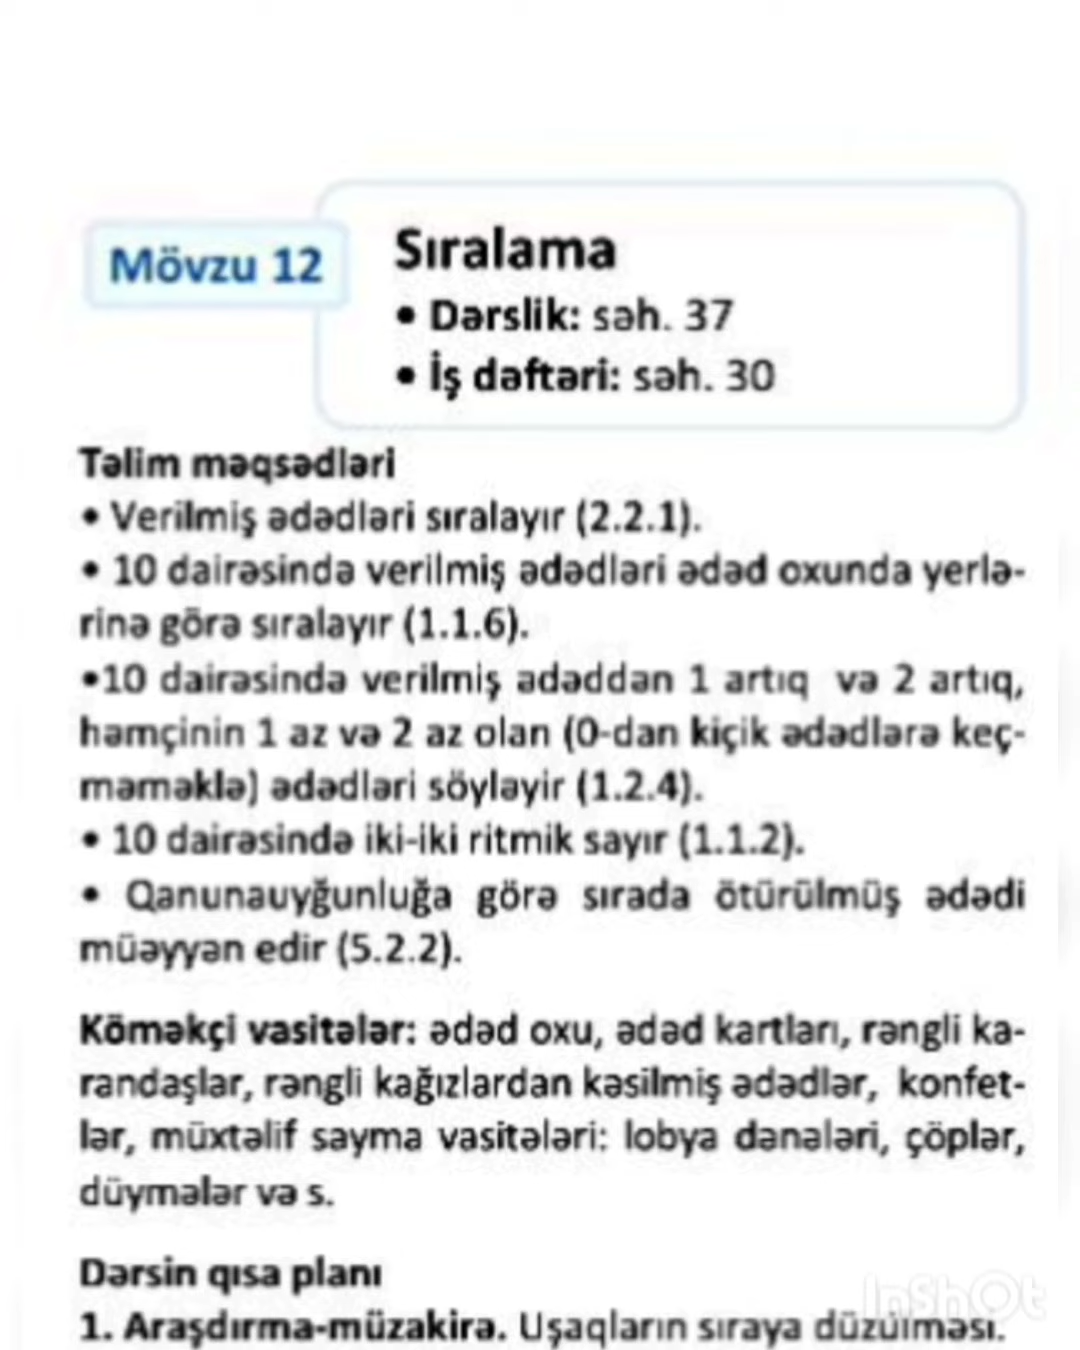 Mövzu 12
Sıralama
• Dərslik: səh. 37
• İş dəftəri: səh. 30
Təlim məqsədləri
• Verilmiş ədədləri sıralayır (2.2.1).
• 10 dairəsində verilmiş ədədləri ədəd oxunda yerlə-
rinə görə sıralayır (1.1.6).
•10 dairəsində verilmiş ədəddən 1 artıq və 2 artıq,
həmçinin 1 az və 2 az olan (0-dan kiçik ədədlərə keç-
məməklə) ədədləri söyləyir (1.2.4).
• 10 dairəsində iki-iki ritmik sayır (1.1.2).
• Qanunauyğunluğa görə sırada ötürülmüş ədədi
müəyyən edir (5.2.2).
Köməkçi vasitələr: ədəd oxu, ədəd kartları, rəngli ka-
randaşlar, rəngli kağızlardan kəsilmiş ədədlər, konfet-
lər, müxtəlif sayma vasitələri: lobya dənələri, çöplər,
düymələr və s.
Dərsin qısa planı
1. Araşdırma-müzakirə. Uşaqların sıraya düzülməsi.
InShOt